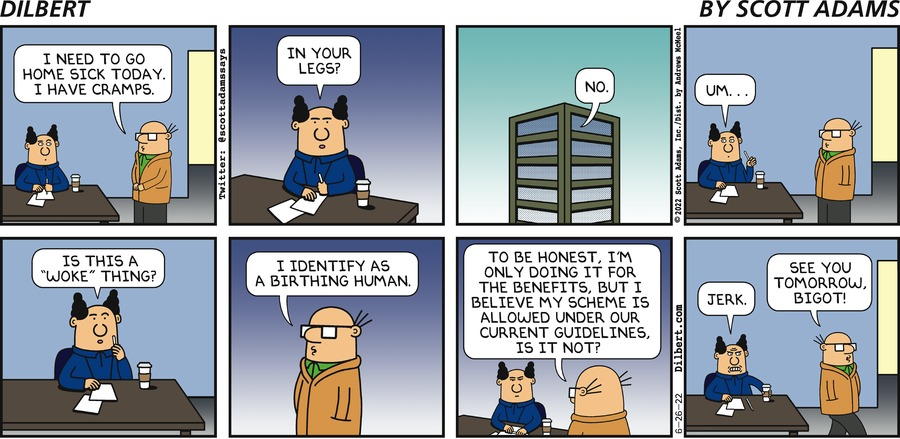 DILBERT
BY SCOTT ADAMS
I NEED TO GO
HOME SICK TODAY.
I HAVE CRAMPS.
Twitter: @scottadamssays
IN YOUR
LEGS?
NO.
©2022 Scott Adams, Inc./Dist. by Andrews McMeel
UM...
IS THIS A
"WOKE" THING?
I IDENTIFY AS
A BIRTHING HUMAN.
TO BE HONEST, I'M
ONLY DOING IT FOR
THE BENEFITS, BUT I
BELIEVE MY SCHEME IS
ALLOWED UNDER OUR
CURRENT GUIDELINES,
IS IT NOT?
6-26-22 Dilbert.com
JERK.
SEE YOU
TOMORROW,
BIGOT!